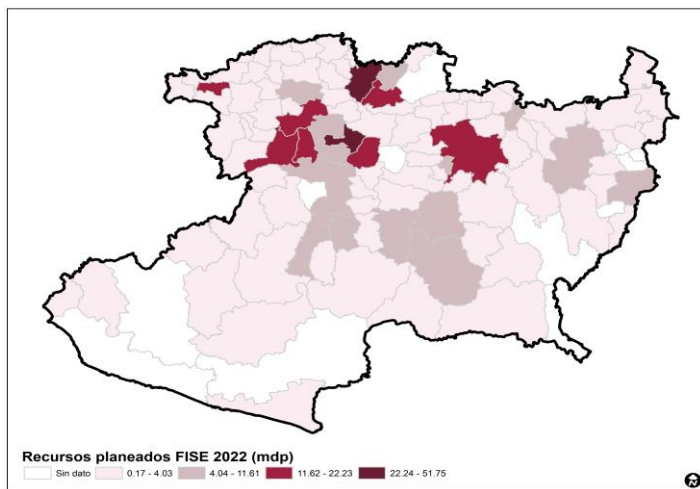 Recursos planeados FISE 2022 (mdp)
Sin dato 0.17 - 4.03 4.04 - 11.61 11.62 - 22.23 22.24 - 51.75